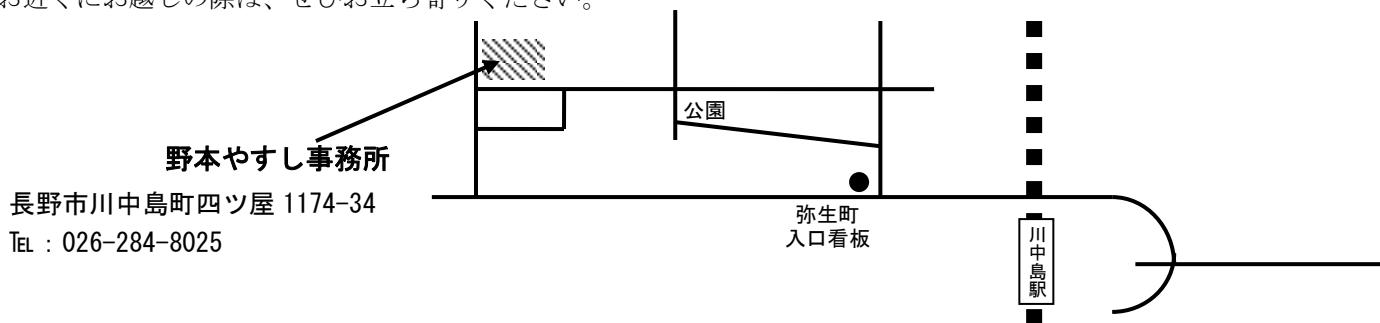 お近くにお越しの際は、ぜひお立ち寄りください。
公園
野本やすし事務所
長野市川中島町四ツ屋 1174-34
℡ : 026-284-8025
弥生町
入口看板
川中島駅